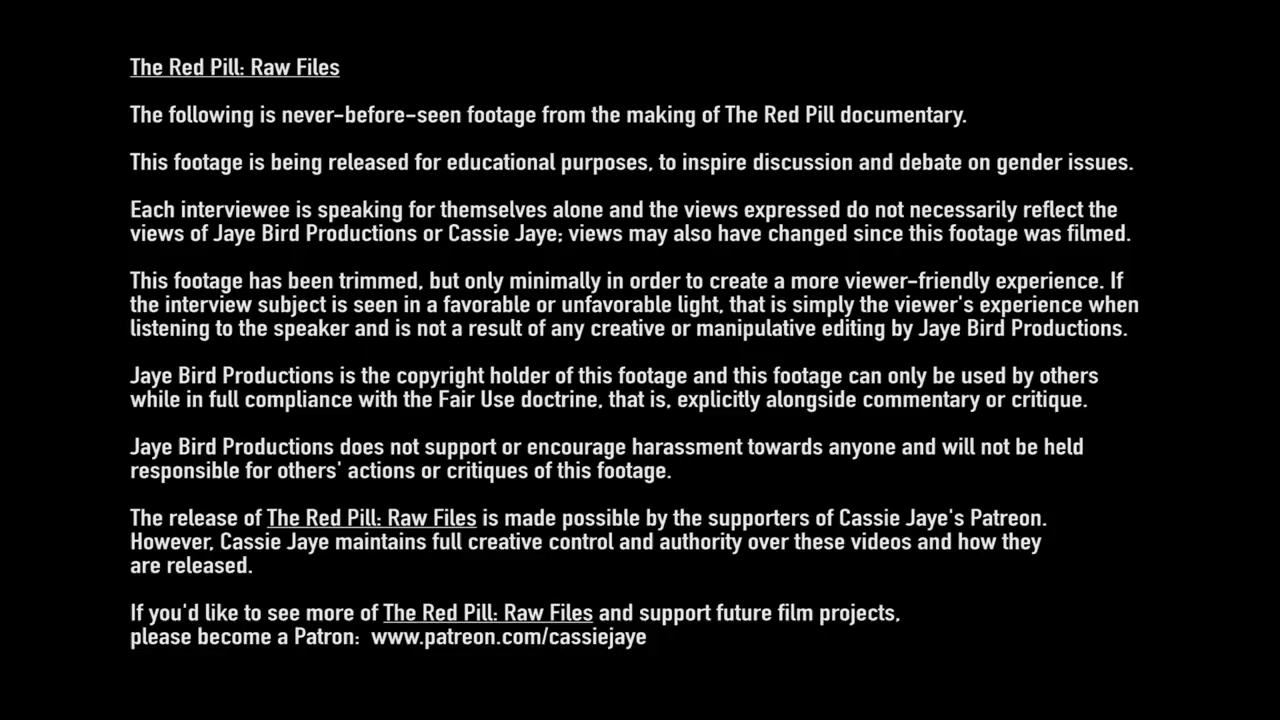 The Red Pill: Raw Files
The following is never-before-seen footage from the making of The Red Pill documentary.
This footage is being released for educational purposes, to inspire discussion and debate on gender issues.
Each interviewee is speaking for themselves alone and the views expressed do not necessarily reflect the
views of Jaye Bird Productions or Cassie Jaye; views may also have changed since this footage was filmed.
This footage has been trimmed, but only minimally in order to create a more viewer-friendly experience. If
the interview subject is seen in a favorable or unfavorable light, that is simply the viewer's experience when
listening to the speaker and is not a result of any creative or manipulative editing by Jaye Bird Productions.
Jaye Bird Productions is the copyright holder of this footage and this footage can only be used by others
while in full compliance with the Fair Use doctrine, that is, explicitly alongside commentary or critique.
Jaye Bird Productions does not support or encourage harassment towards anyone and will not be held
responsible for others' actions or critiques of this footage.
The release of The Red Pill: Raw Files is made possible by the supporters of Cassie Jaye's Patreon.
However, Cassie Jaye maintains full creative control and authority over these videos and how they
are released.
If you'd like to see more of The Red Pill: Raw Files and support future film projects,
please become a Patron: www.patreon.com/cassiejaye